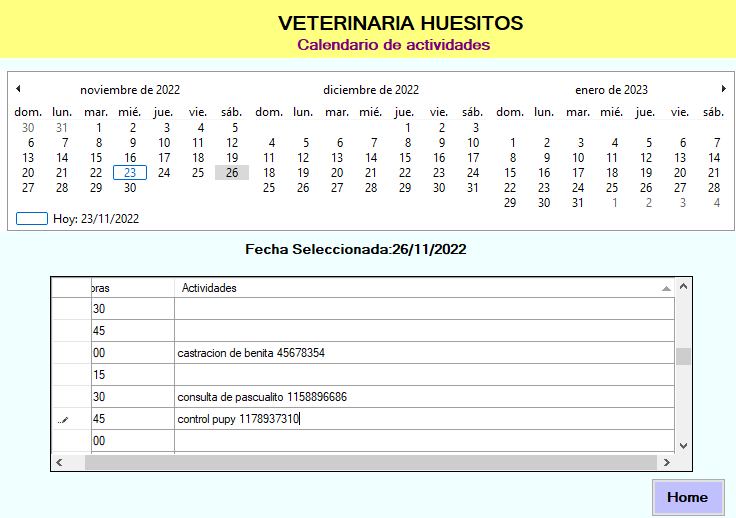 VETERINARIA HUESITOS
Calendario de actividades
noviembre de 2022 diciembre de 2022 enero de 2023
dom. lun. mar. mié. jue. vie. sáb. dom. lun. mar. mié. jue. vie. sáb. dom. lun. mar. mié. jue. vie. sáb.
30 31 1 2 3 4 5 1 2 3
6 7 8 9 10 11 12 4 5 6 7 8 9 10 1 2 3 4 5 6 7
13 14 15 16 17 18 19 11 12 13 14 15 16 17 8 9 10 11 12 13 14
20 21 22 23 24 25 26 18 19 20 21 22 23 24 15 16 17 18 19 20 21
27 28 29 30 25 26 27 28 29 30 31 22 23 24 25 26 27 28
29 30 31 1 2 3 4
Hoy: 23/11/2022
Fecha Seleccionada:26/11/2022
oras Actividades
30
45
00 castracion de benita 45678354
15
30 consulta de pascualito 1158896686
45 control pupy 1178937310
00
Home